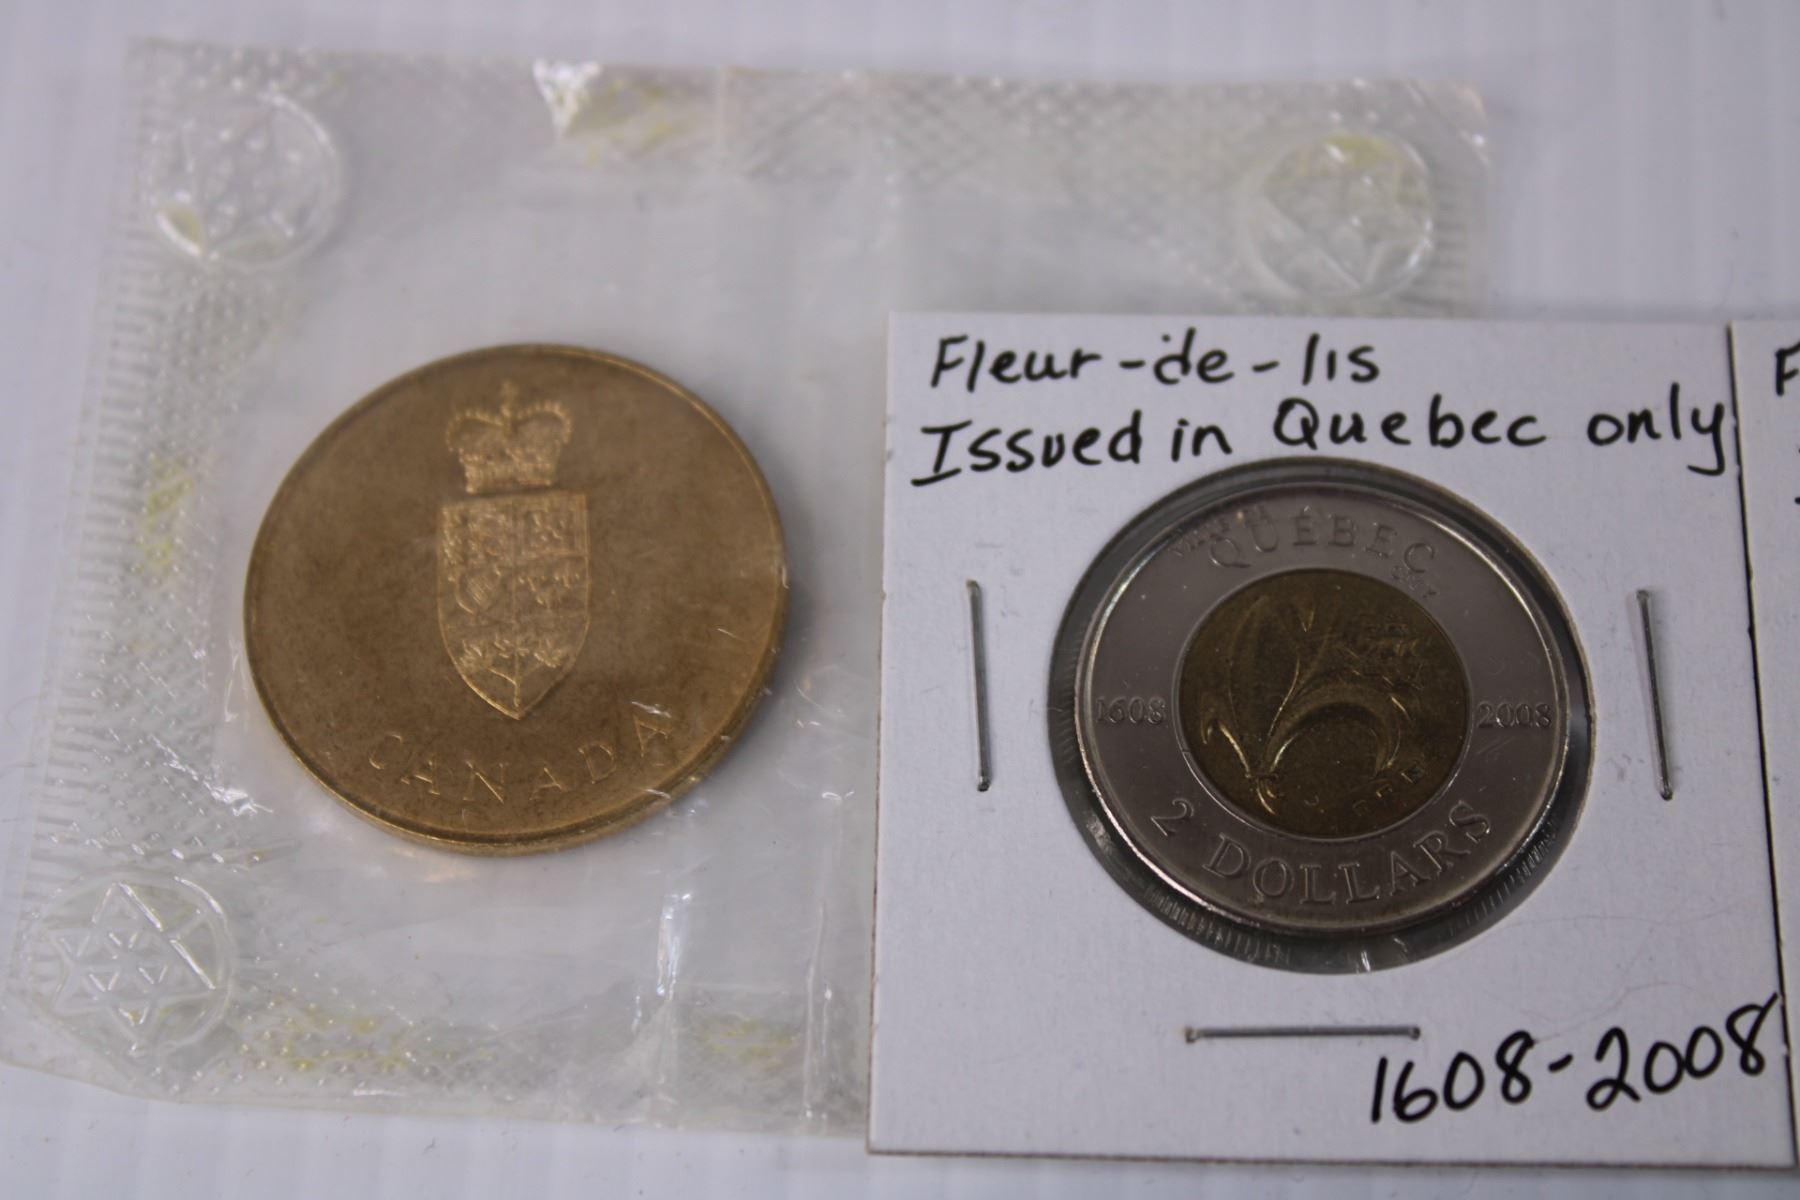 CANADA
Fleur-de-lis
Issued in Quebec only
QUÉBEC
1608 2008
2 DOLLARS
1608-2008
F